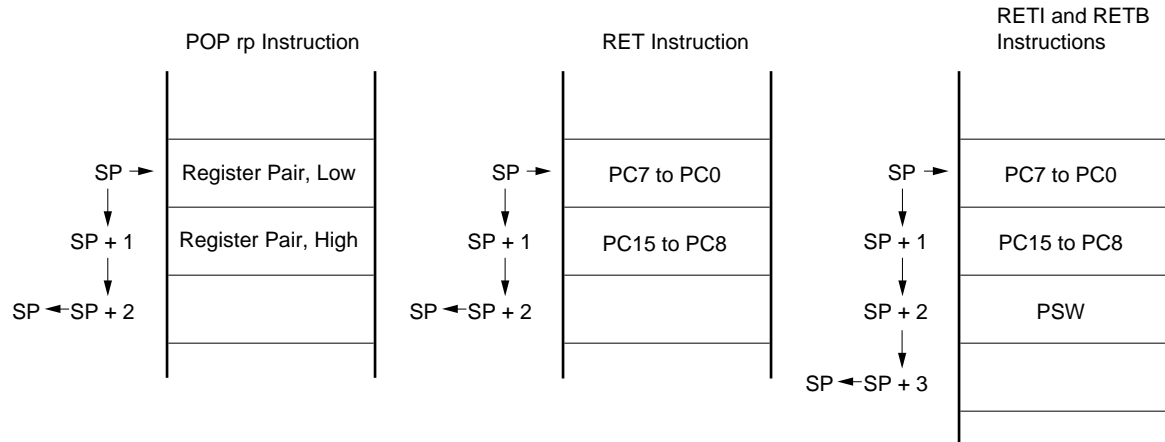 POP rp Instruction
SP
Register Pair, Low
SP + 1
Register Pair, High
SP
SP + 2
RET Instruction
SP
PC7 to PC0
SP + 1
PC15 to PC8
SP
SP + 2
RETI and RETB
Instructions
SP
PC7 to PC0
SP + 1
PC15 to PC8
SP + 2
PSW
SP
SP + 3